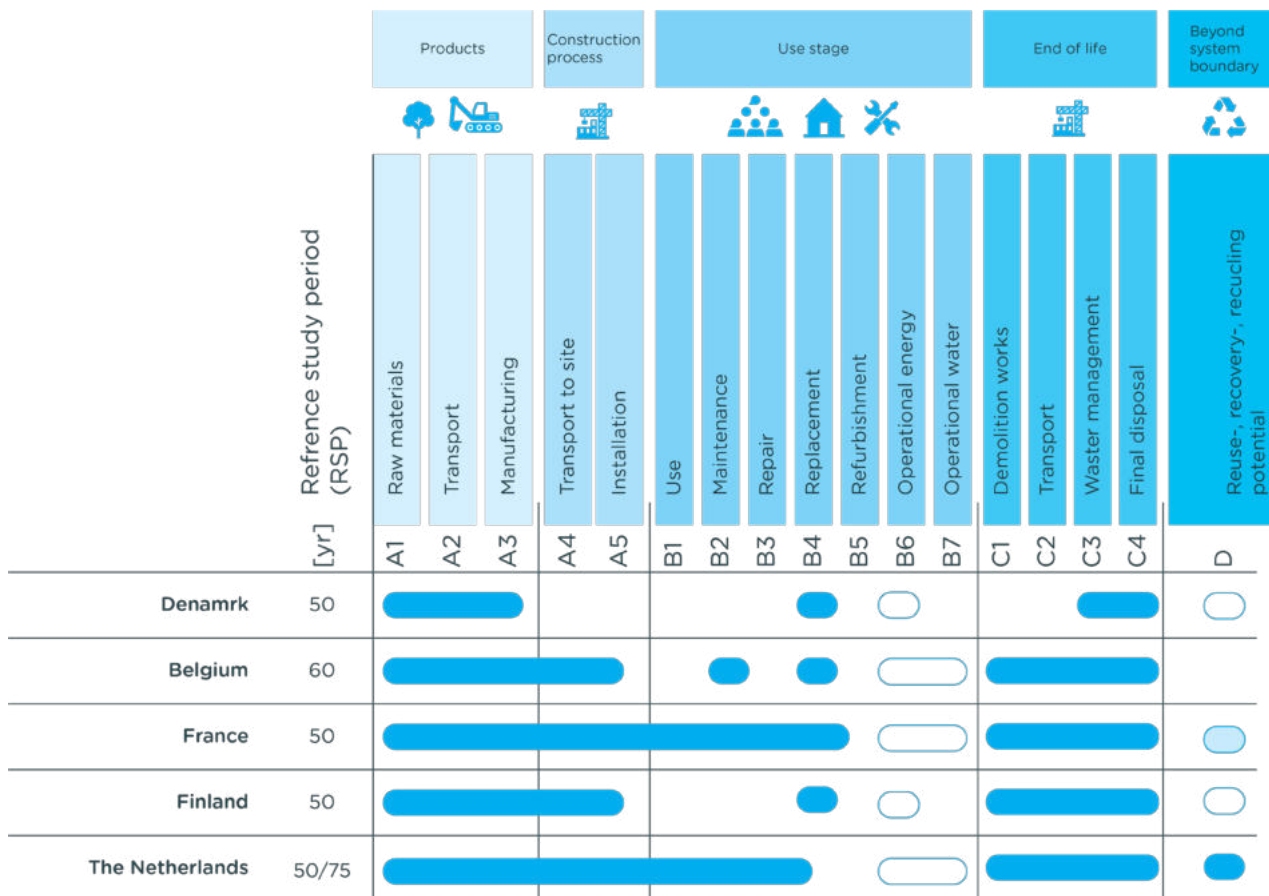 Products
Construction
process
Use stage
End of life
Beyond
system
boundary
Refrence study period
(RSP)
[yr]
Raw materials
Transport
Manufacturing
Transport to site
Installation
Use
Maintenance
Repair
Replacement
Refurbishment
Operational energy
Operational water
Demolition works
Transport
Waster management
Final disposal
Reuse-, recovery-, recucling
potential
A1
A2
A3
A4
A5
B1
B2
B3
B4
B5
B6
B7
C1
C2
C3
C4
D
Denamrk 50
Belgium 60
France 50
Finland 50
The Netherlands 50/75